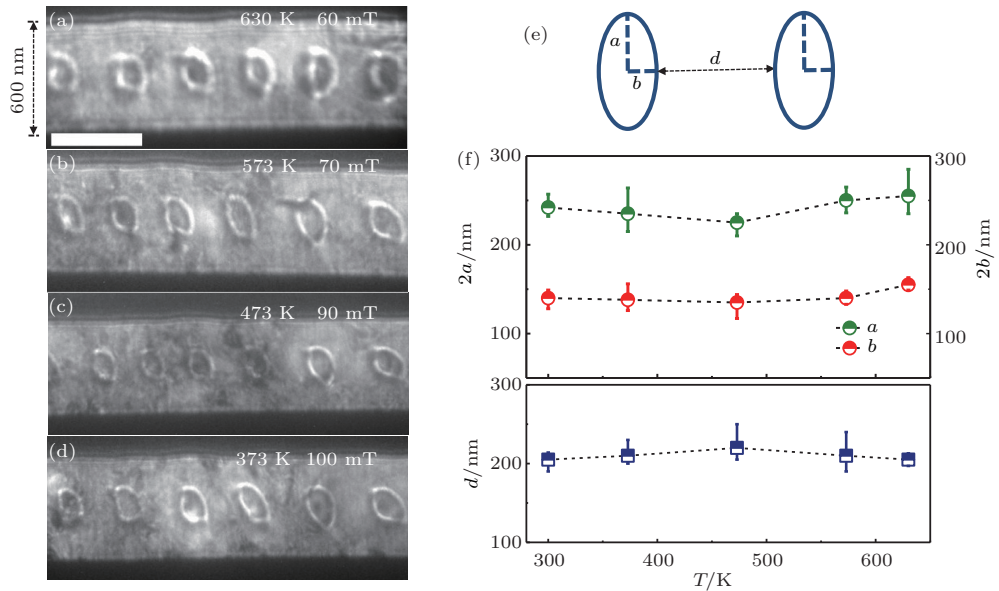 (a)
630 K 60 mT
600 nm
(b)
573 K 70 mT
(c)
473 K 90 mT
(d)
373 K 100 mT
(e)
a
b
d
(f)
300
200
100
2a/nm
300
200
100
2b/nm
a
b
300
200
100
d/nm
300
400
500
600
T/K